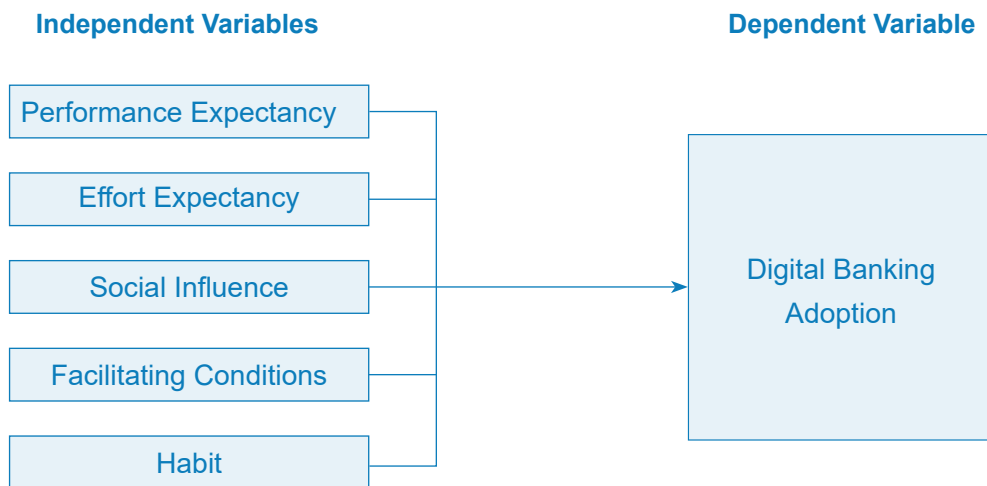 Independent Variables
Dependent Variable
Performance Expectancy
Effort Expectancy
Social Influence
Facilitating Conditions
Habit
Digital Banking
Adoption